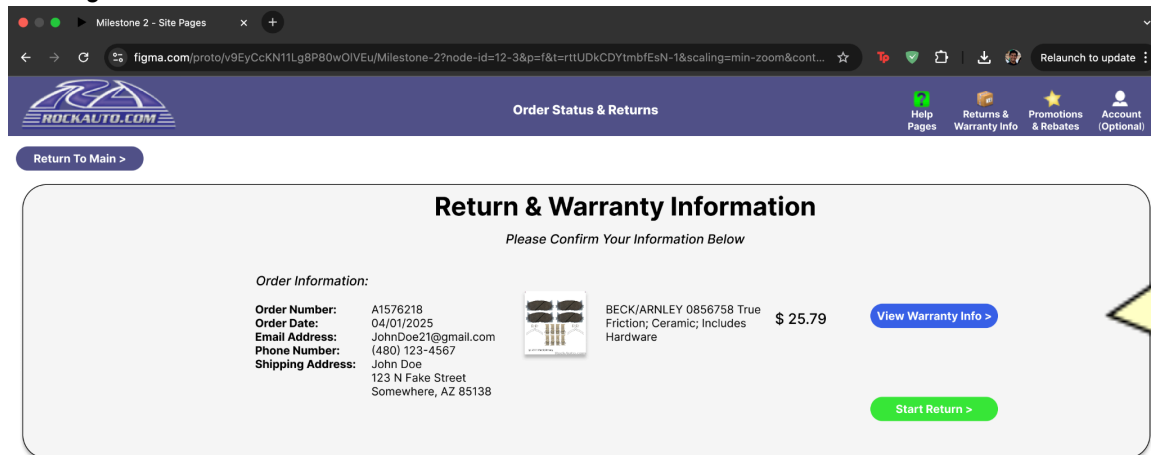 Milestone 2 - Site Pages
figma.com/proto/v9EyCcKN11Lg8P80wOlVEu/Milestone-2?node-id=12-3&p=f&t=rttUDkCDYtmbfEsN-1&scaling=min-zoom&cont...
Relaunch to update
ROCKAUTO.COM
Order Status & Returns
Help
Pages
Returns &
Warranty Info
Promotions
& Rebates
Account
(Optional)
Return To Main >
Return & Warranty Information
Please Confirm Your Information Below
Order Information:
Order Number: A1576218
Order Date: 04/01/2025
Email Address: JohnDoe21@gmail.com
Phone Number: (480) 123-4567
Shipping Address: John Doe
123 N Fake Street
Somewhere, AZ 85138
BECK/ARNLEY 0856758 True
Friction; Ceramic; Includes
Hardware
$ 25.79
View Warranty Info >
Start Return >